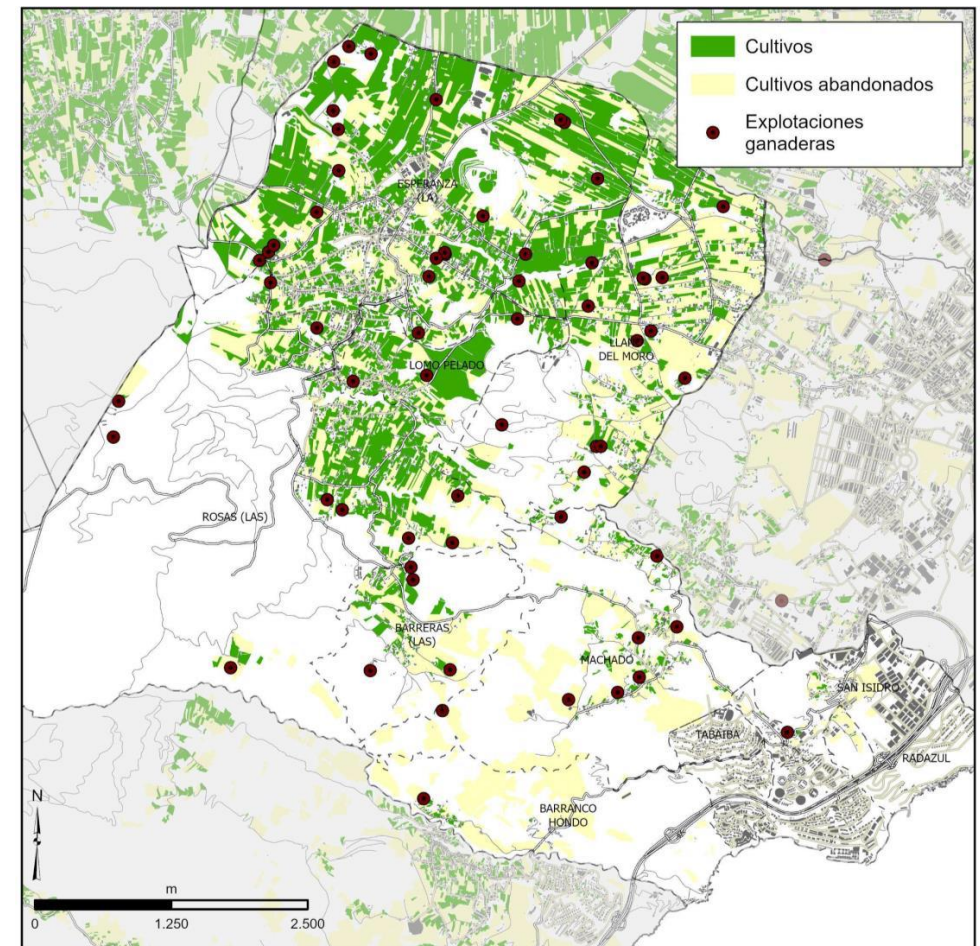 Cultivos
Cultivos abandonados
Explotaciones
ganaderas
ESPERANZA
(LA)
LLANO
DEL MORO
LOMO PELADO
ROSAS (LAS)
BARRERAS
(LAS)
MACHADO
SAN ISIDRO
TABAIBA
RADAZUL
BARRANCO
HONDO
N
m
0 1.250 2.500